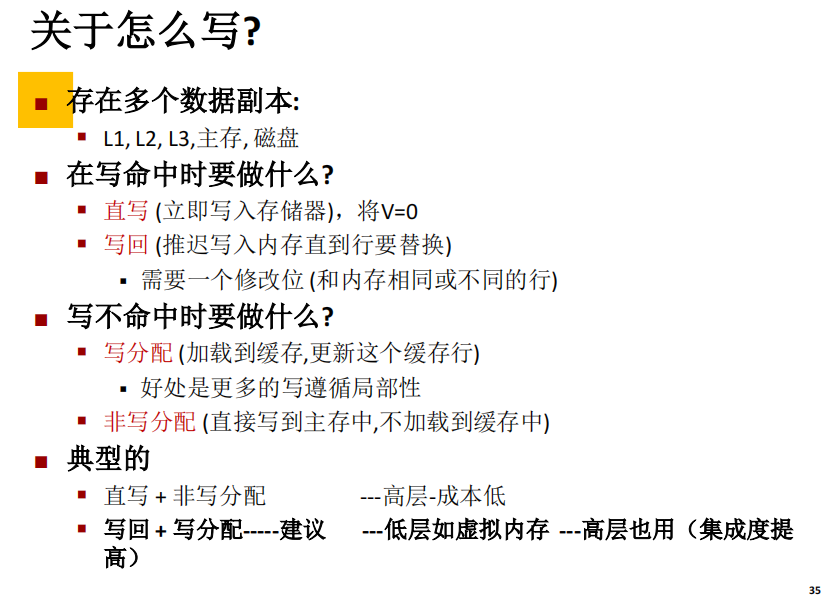 关于怎么写?
存在多个数据副本:
L1, L2, L3,主存, 磁盘
在写命中时要做什么?
直写 (立即写入存储器)，将V=0
写回 (推迟写入内存直到行要替换)
需要一个修改位 (和内存相同或不同的行)
写不命中时要做什么?
写分配 (加载到缓存,更新这个缓存行)
好处是更多的写遵循局部性
非写分配 (直接写到主存中,不加载到缓存中)
典型的
直写 + 非写分配 ---高层-成本低
写回 + 写分配-----建议 ---低层如虚拟内存 ---高层也用（集成度提
高）
35